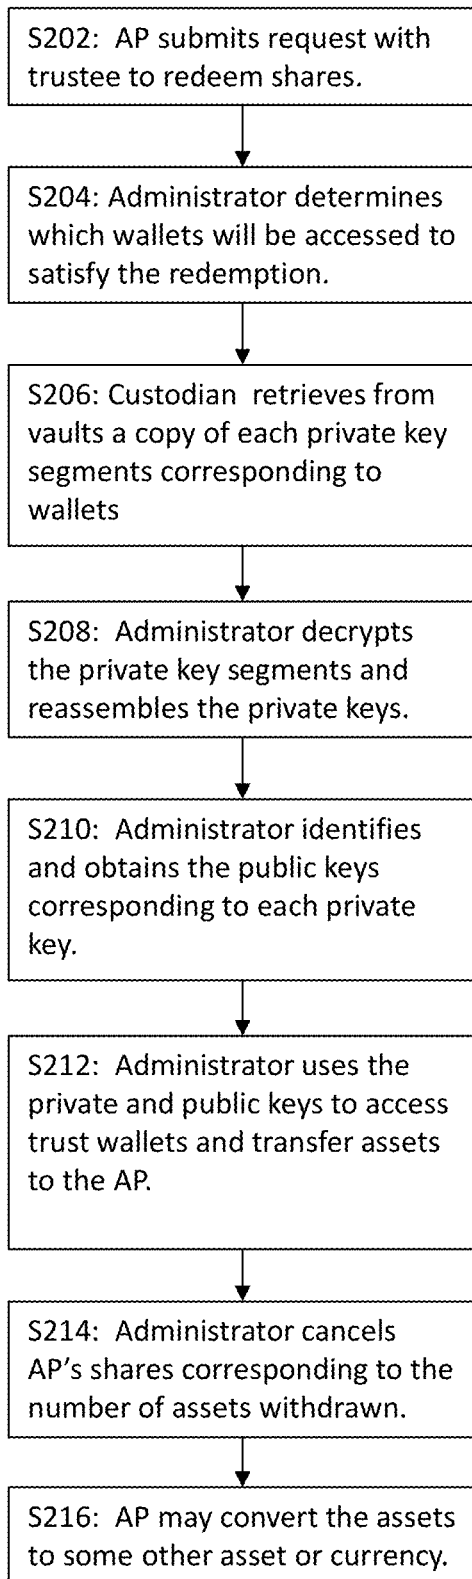 S202: AP submits request with
trustee to redeem shares.
S204: Administrator determines
which wallets will be accessed to
satisfy the redemption.
S206: Custodian retrieves from
vaults a copy of each private key
segments corresponding to
wallets
S208: Administrator decrypts
the private key segments and
reassembles the private keys.
S210: Administrator identifies
and obtains the public keys
corresponding to each private
key.
S212: Administrator uses the
private and public keys to access
trust wallets and transfer assets
to the AP.
S214: Administrator cancels
AP's shares corresponding to the
number of assets withdrawn.
S216: AP may convert the assets
to some other asset or currency.